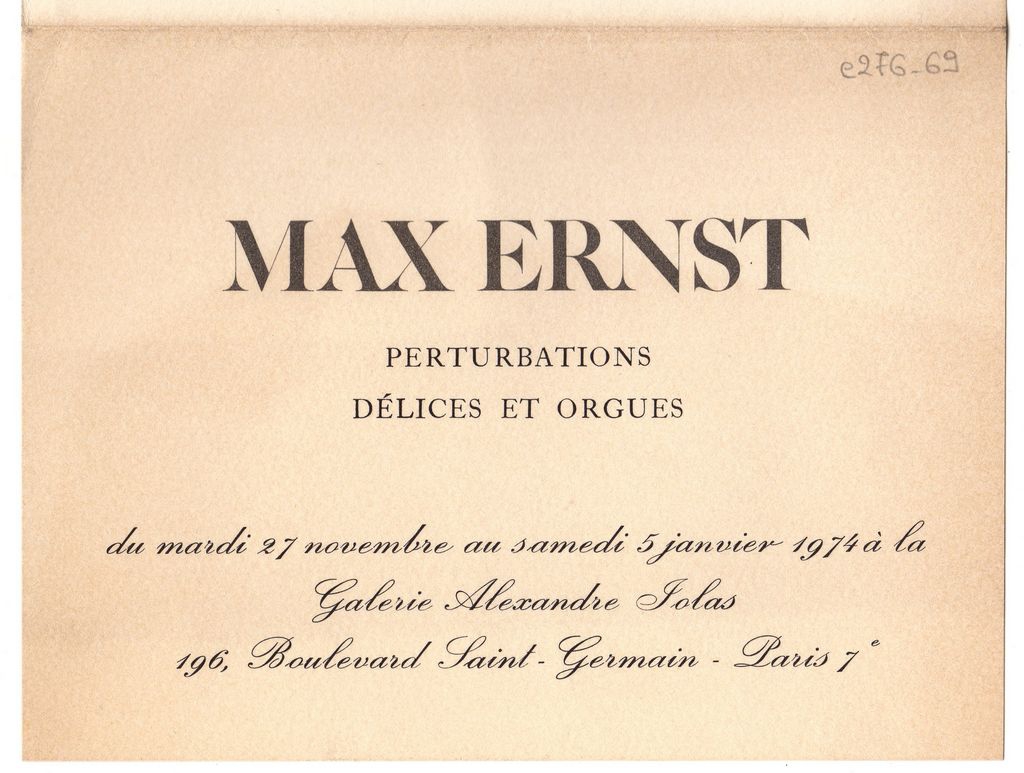 e276-69
MAX ERNST
PERTURBATIONS
DÉLICES ET ORGUES
du mardi 27 novembre au samedi 5 janvier 1974 à la
Galerie Alexandre Iolas
196, Boulevard Saint-Germain - Paris 7e